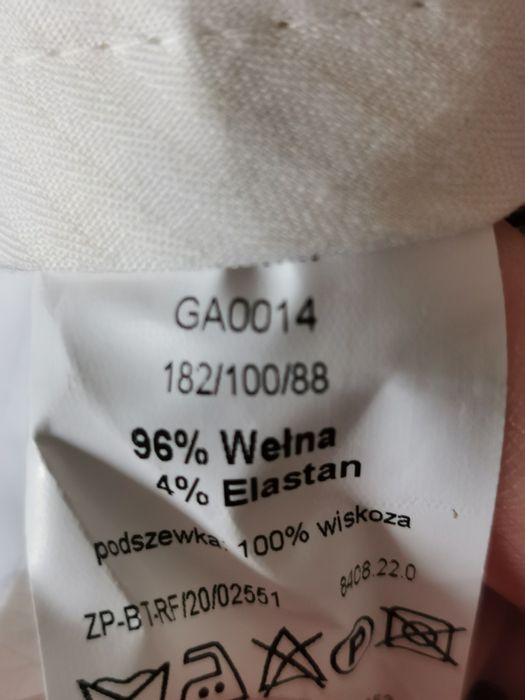 GA0014
182/100/88
96% Wełna
4% Elastan
podszewka: 100% wiskoza
ZP-BT-RF/20/02551 8408.22.0
P